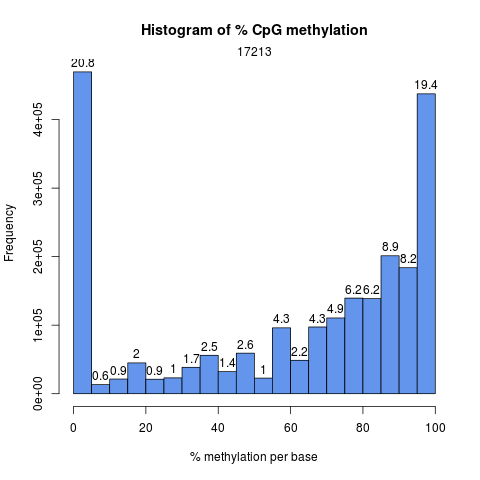 Histogram of % CpG methylation
17213
20.8
0.6
0.9
2
0.9
1
1.7
2.5
1.4
2.6
1
4.3
2.2
4.3
4.9
6.2
6.2
8.9
8.2
19.4
Frequency
4e+05
3e+05
2e+05
1e+05
0e+00
0 20 40 60 80 100
% methylation per base